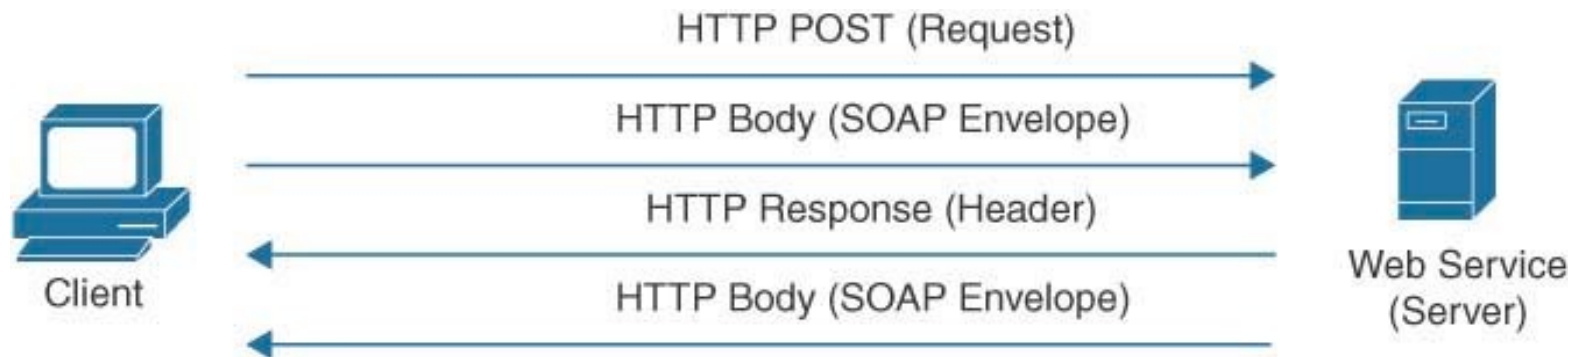 HTTP POST (Request)
HTTP Body (SOAP Envelope)
HTTP Response (Header)
HTTP Body (SOAP Envelope)
Client
Web Service
(Server)